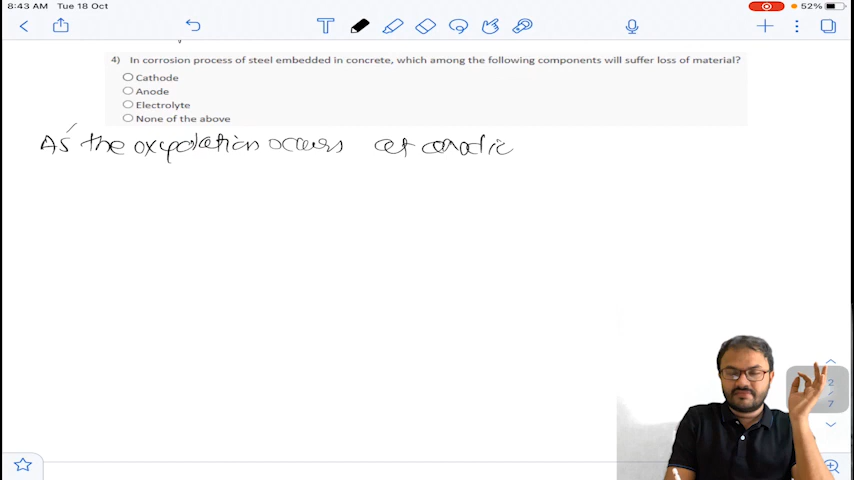 8:43 AM Tue 18 Oct 52%
4) In corrosion process of steel embedded in concrete, which among the following components will suffer loss of material?
Cathode
Anode
Electrolyte
None of the above
As the oxydation occurs at anodic
2
7